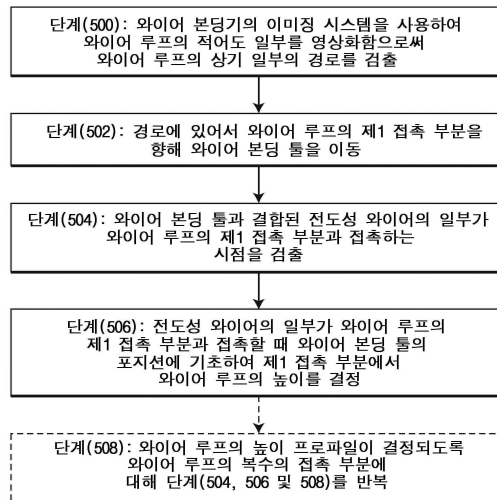 단계(500): 와이어 본딩기의 이미징 시스템을 사용하여
와이어 루프의 적어도 일부를 영상화함으로써
와이어 루프의 상기 일부의 경로를 검출
단계(502): 경로에 있어서 와이어 루프의 제1 접촉 부분을
향해 와이어 본딩 툴을 이동
단계(504): 와이어 본딩 툴과 결합된 전도성 와이어의 일부가
와이어 루프의 제1 접촉 부분과 접촉하는
시점을 검출
단계(506): 전도성 와이어의 일부가 와이어 루프의
제1 접촉 부분과 접촉할 때 와이어 본딩 툴의
포지션에 기초하여 제1 접촉 부분에서
와이어 루프의 높이를 결정
단계(508): 와이어 루프의 높이 프로파일이 결정되도록
와이어 루프의 복수의 접촉 부분에
대해 단계(504, 506 및 508)를 반복